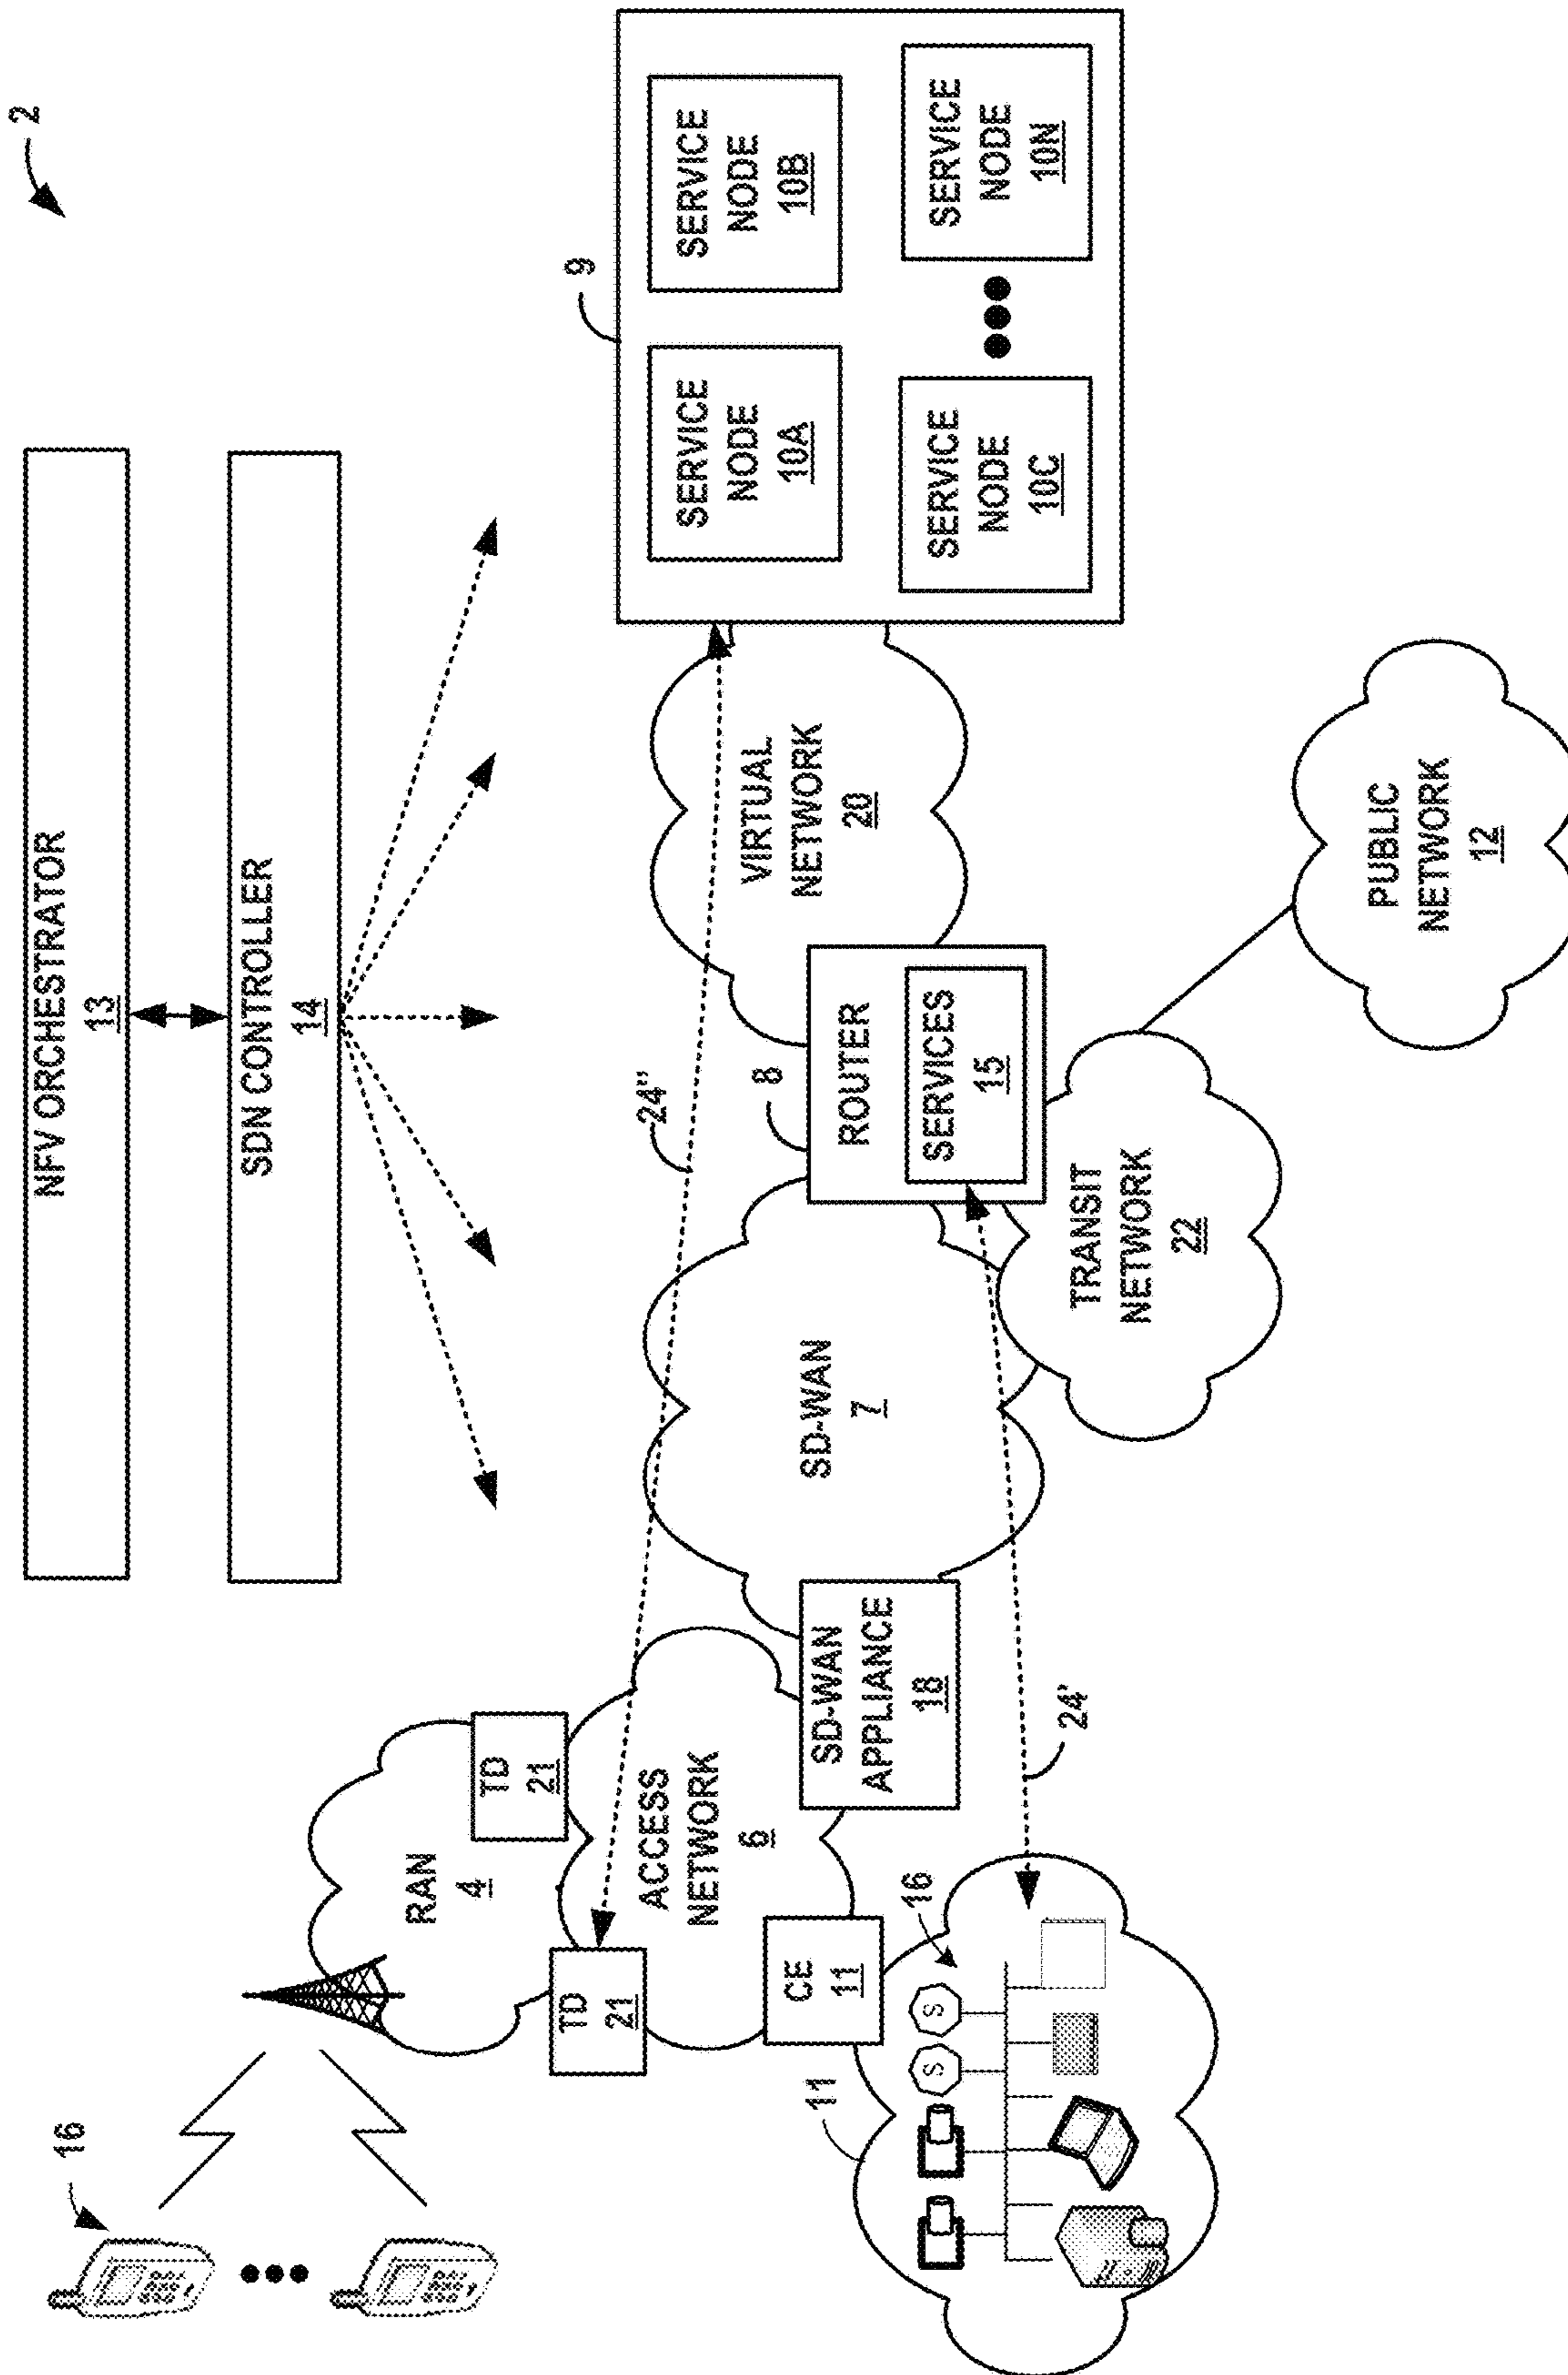 2
NFV ORCHESTRATOR
13
SDN CONTROLLER
14
16
RAN
4
TD
21
TD
21
ACCESS
NETWORK
6
CE
11
SD-WAN
APPLIANCE
18
SD-WAN
7
24"
8
ROUTER
SERVICES
15
VIRTUAL
NETWORK
20
9
SERVICE
NODE
10A
SERVICE
NODE
10B
SERVICE
NODE
10C
SERVICE
NODE
10N
11
S
S
16
24'
TRANSIT
NETWORK
22
PUBLIC
NETWORK
12